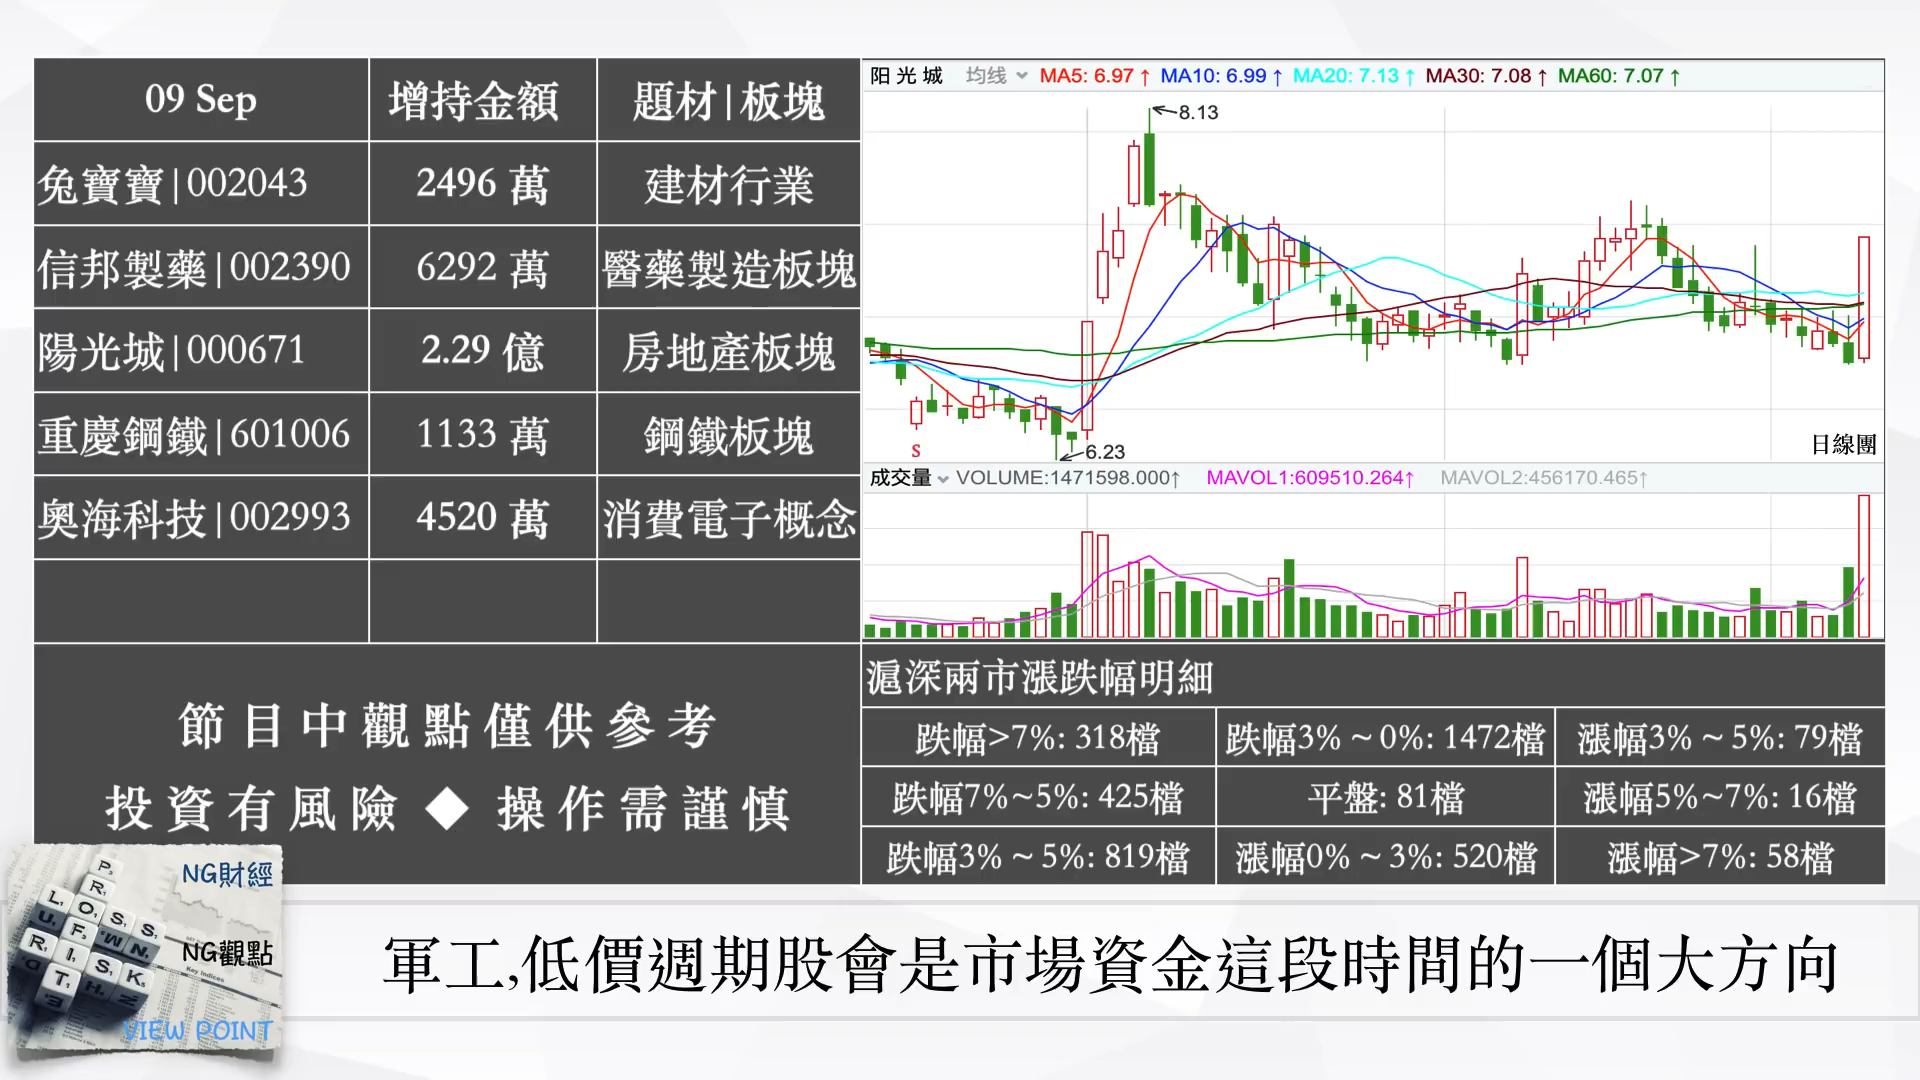 09 Sep 增持金額 題材|板塊
兔寶寶|002043 2496 萬 建材行業
信邦製藥|002390 6292 萬 醫藥製造板塊
陽光城|000671 2.29 億 房地產板塊
重慶鋼鐵|601006 1133 萬 鋼鐵板塊
奧海科技|002993 4520 萬 消費電子概念
节目中觀點僅供參考
投資有風險 ◆ 操作需謹慎
阳光城 均线 MA5: 6.97 ↑ MA10: 6.99 ↑ MA20: 7.13 ↑ MA30: 7.08 ↑ MA60: 7.07 ↑
8.13
6.23
S
日線圖
成交量 VOLUME:1471598.000↑ MAVOL1:609510.264↑ MAVOL2:456170.465↑
滬深兩市漲跌幅明細
跌幅>7%: 318檔 跌幅3% ~ 0%: 1472檔 漲幅3% ~ 5%: 79檔
跌幅7%~5%: 425檔 平盤: 81檔 漲幅5%~7%: 16檔
跌幅3% ~ 5%: 819檔 漲幅0% ~ 3%: 520檔 漲幅>7%: 58檔
NG財經
NG觀點
VIEW POINT
軍工,低價週期股會是市場資金這段時間的一個大方向